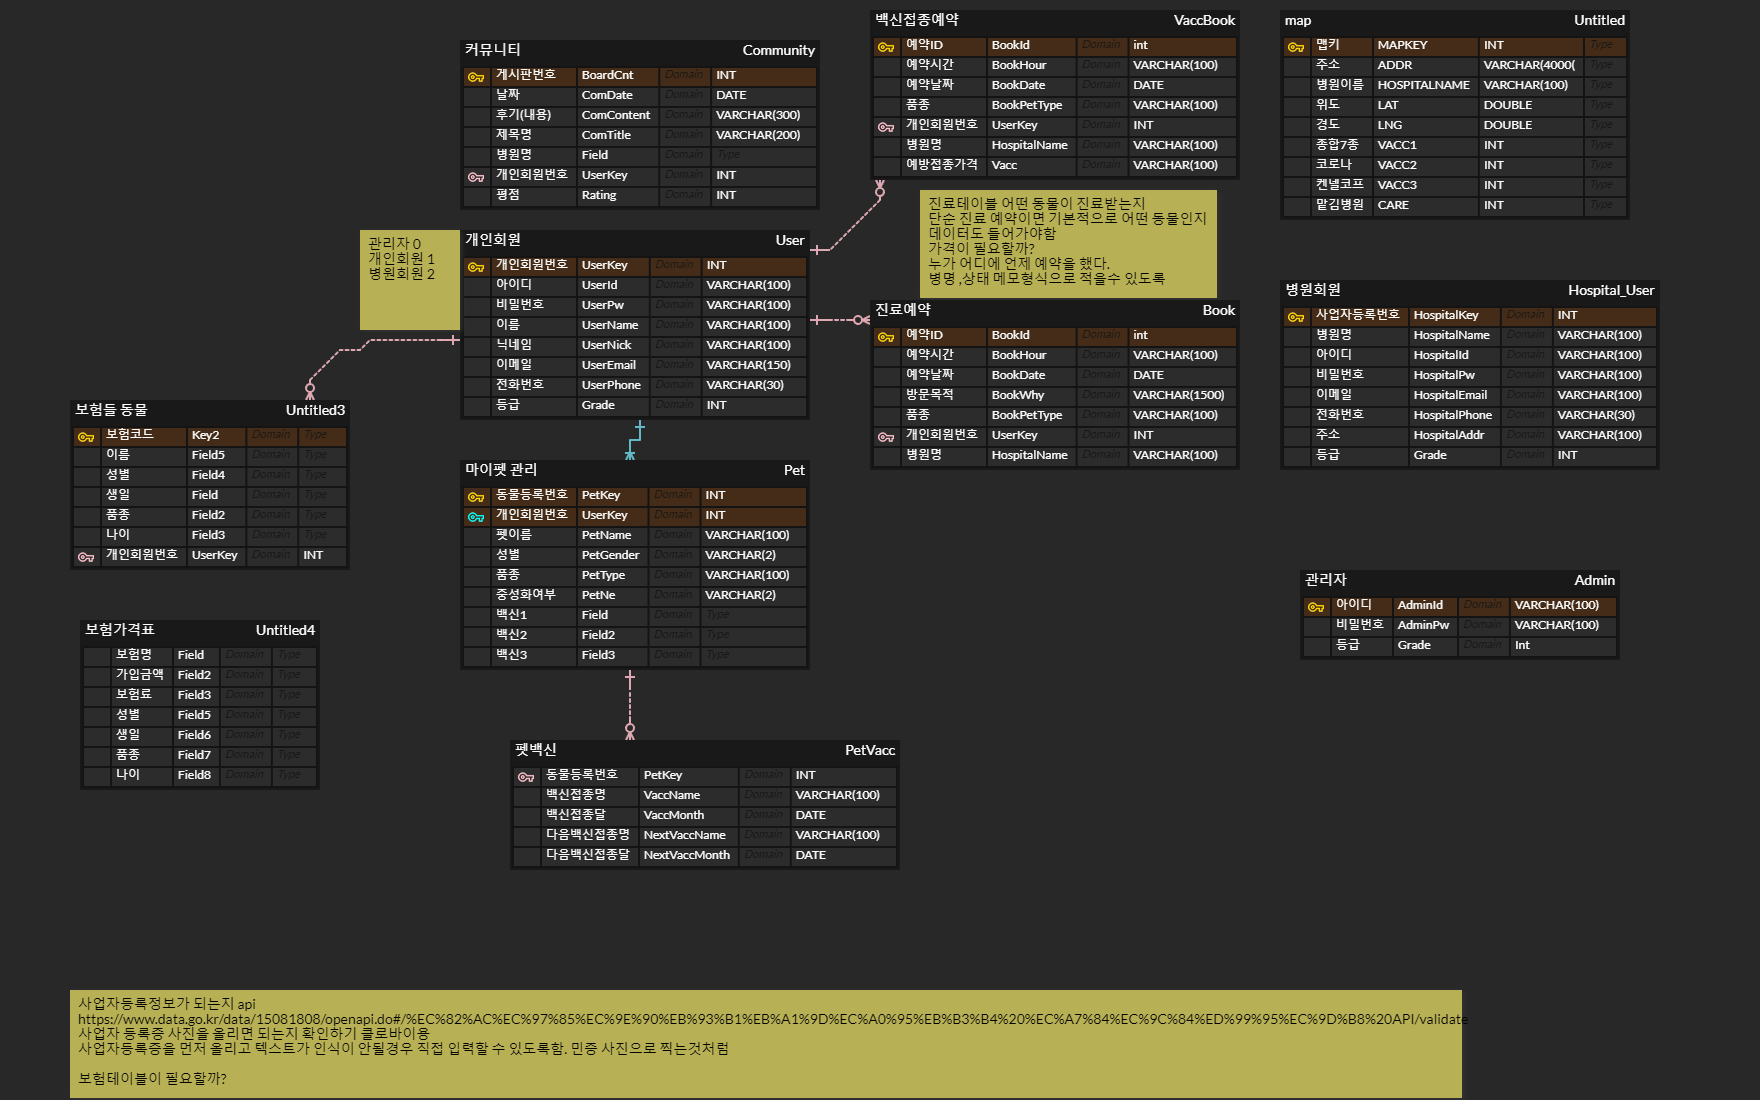 커뮤니티 Community
게시판번호 BoardCnt Domain INT
날짜 ComDate Domain DATE
후기(내용) ComContent Domain VARCHAR(300)
제목명 ComTitle Domain VARCHAR(200)
병원명 Field Domain Type
개인회원번호 UserKey Domain INT
평점 Rating Domain INT
백신접종예약 VaccBook
예약ID BookId Domain int
예약시간 BookHour Domain VARCHAR(100)
예약날짜 BookDate Domain DATE
품종 BookPetType Domain VARCHAR(100)
개인회원번호 UserKey Domain INT
병원명 HospitalName Domain VARCHAR(100)
예방접종가격 Vacc Domain VARCHAR(100)
map Untitled
맵키 MAPKEY INT Type
주소 ADDR VARCHAR(4000( Type
병원이름 HOSPITALNAME VARCHAR(100) Type
위도 LAT DOUBLE Type
경도 LNG DOUBLE Type
종합7종 VACC1 INT Type
코로나 VACC2 INT Type
켄넬코프 VACC3 INT Type
맡김병원 CARE INT Type
진료테이블 어떤 동물이 진료받는지
단순 진료 예약이면 기본적으로 어떤 동물인지
데이터도 들어가야함
가격이 필요할까?
누가 어디에 언제 예약을 했다.
병명 ,상태 메모형식으로 적을수 있도록
관리자 0
개인회원 1
병원회원 2
개인회원 User
개인회원번호 UserKey Domain INT
아이디 UserId Domain VARCHAR(100)
비밀번호 UserPw Domain VARCHAR(100)
이름 UserName Domain VARCHAR(100)
닉네임 UserNick Domain VARCHAR(100)
이메일 UserEmail Domain VARCHAR(150)
전화번호 UserPhone Domain VARCHAR(30)
등급 Grade Domain INT
진료예약 Book
예약ID BookId Domain int
예약시간 BookHour Domain VARCHAR(100)
예약날짜 BookDate Domain DATE
방문목적 BookWhy Domain VARCHAR(1500)
품종 BookPetType Domain VARCHAR(100)
개인회원번호 UserKey Domain INT
병원명 HospitalName Domain VARCHAR(100)
병원회원 Hospital_User
사업자등록번호 HospitalKey Domain INT
병원명 HospitalName Domain VARCHAR(100)
아이디 HospitalId Domain VARCHAR(100)
비밀번호 HospitalPw Domain VARCHAR(100)
이메일 HospitalEmail Domain VARCHAR(100)
전화번호 HospitalPhone Domain VARCHAR(30)
주소 HospitalAddr Domain VARCHAR(100)
등급 Grade Domain INT
보험들 동물 Untitled3
보험코드 Key2 Domain Type
이름 Field5 Domain Type
성별 Field4 Domain Type
생일 Field Domain Type
품종 Field2 Domain Type
나이 Field3 Domain Type
개인회원번호 UserKey Domain INT
마이펫 관리 Pet
동물등록번호 PetKey Domain INT
개인회원번호 UserKey Domain INT
펫이름 PetName Domain VARCHAR(100)
성별 PetGender Domain VARCHAR(2)
품종 PetType Domain VARCHAR(100)
중성화여부 PetNe Domain VARCHAR(2)
백신1 Field Domain Type
백신2 Field2 Domain Type
백신3 Field3 Domain Type
관리자 Admin
아이디 AdminId Domain VARCHAR(100)
비밀번호 AdminPw Domain VARCHAR(100)
등급 Grade Domain Int
보험가격표 Untitled4
보험명 Field Domain Type
가입금액 Field2 Domain Type
보험료 Field3 Domain Type
성별 Field5 Domain Type
생일 Field6 Domain Type
품종 Field7 Domain Type
나이 Field8 Domain Type
펫백신 PetVacc
동물등록번호 PetKey Domain INT
백신접종명 VaccName Domain VARCHAR(100)
백신접종달 VaccMonth Domain DATE
다음백신접종명 NextVaccName Domain VARCHAR(100)
다음백신접종달 NextVaccMonth Domain DATE
사업자등록정보가 되는지 api
https://www.data.go.kr/data/15081808/openapi.do#/%EC%82%AC%EC%97%85%EC%9E%90%EB%93%B1%EB%A1%9D%EC%A0%95%EB%B3%B4%20%EC%A7%84%EC%9C%84%ED%99%95%EC%9D%B8%20API/validate
사업자 등록증 사진을 올리면 되는지 확인하기 클로바이용
사업자등록증을 먼저 올리고 텍스트가 인식이 안될경우 직접 입력할 수 있도록함. 민증 사진으로 찍는것처럼
보험테이블이 필요할까?